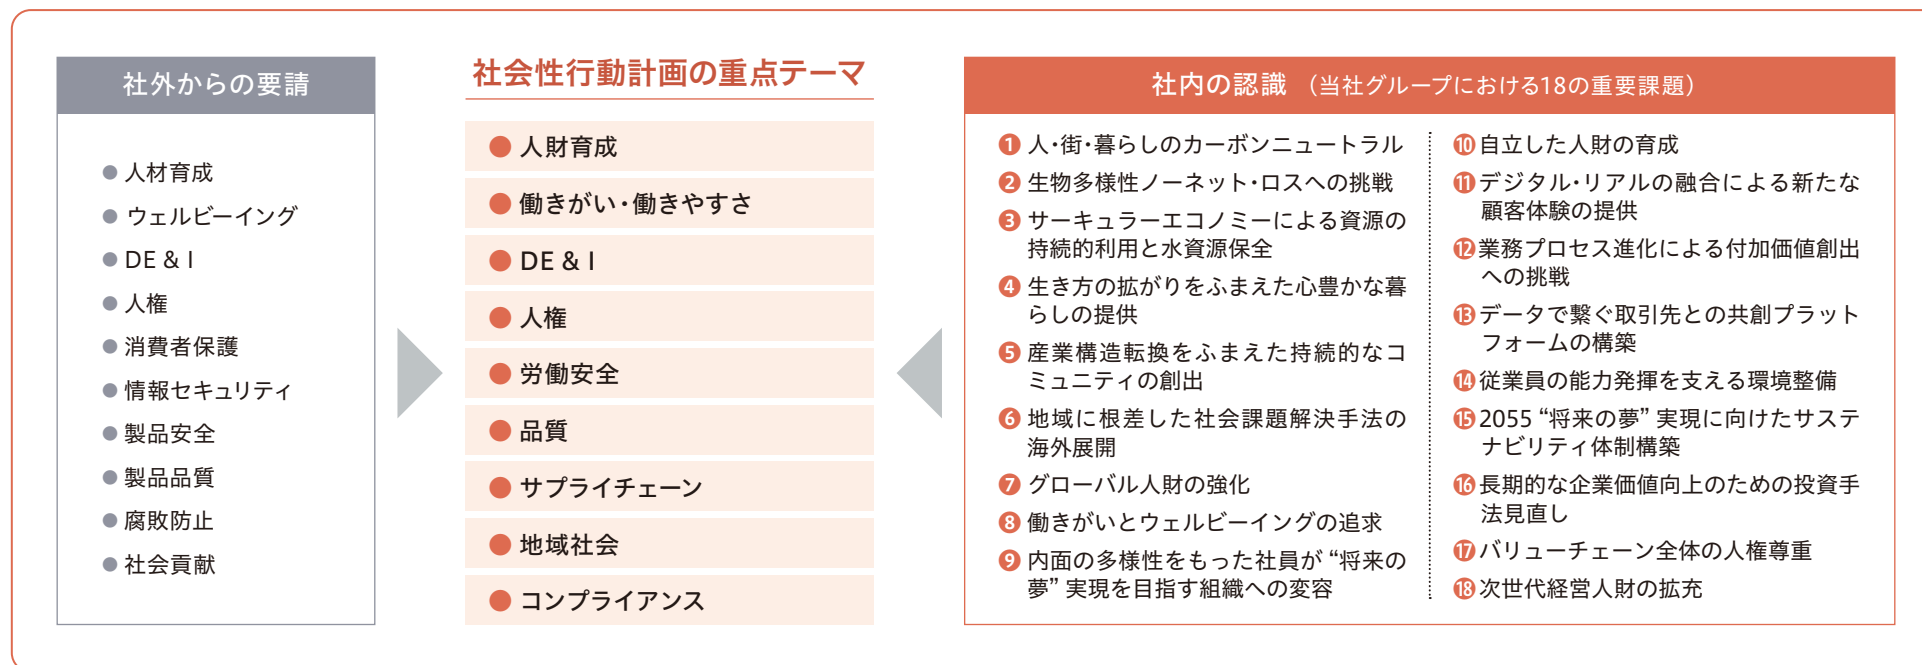 社外からの要請
● 人材育成
● ウェルビーイング
● DE & I
● 人権
● 消費者保護
● 情報セキュリティ
● 製品安全
● 製品品質
● 腐敗防止
● 社会貢献
社会性行動計画の重点テーマ
● 人財育成
● 働きがい・働きやすさ
● DE & I
● 人権
● 労働安全
● 品質
● サプライチェーン
● 地域社会
● コンプライアンス
社内の認識 （当社グループにおける18の重要課題）
❶ 人・街・暮らしのカーボンニュートラル
❷ 生物多様性ノーネット・ロスへの挑戦
❸ サーキュラーエコノミーによる資源の
持続的利用と水資源保全
❹ 生き方の拡がりをふまえた心豊かな暮
らしの提供
❺ 産業構造転換をふまえた持続的なコ
ミュニティの創出
❻ 地域に根差した社会課題解決手法の
海外展開
❼ グローバル人財の強化
❽ 働きがいとウェルビーイングの追求
❾ 内面の多様性をもった社員が“将来の
夢”実現を目指す組織への変容
❿ 自立した人財の育成
⓫ デジタル・リアルの融合による新たな
顧客体験の提供
⓬ 業務プロセス進化による付加価値創出
への挑戦
⓭ データで繋ぐ取引先との共創プラット
フォームの構築
⓮ 従業員の能力発揮を支える環境整備
⓯ 2055“将来の夢”実現に向けたサステ
ナビリティ体制構築
⓰ 長期的な企業価値向上のための投資手
法見直し
⓱ バリューチェーン全体の人権尊重
⓲ 次世代経営人財の拡充